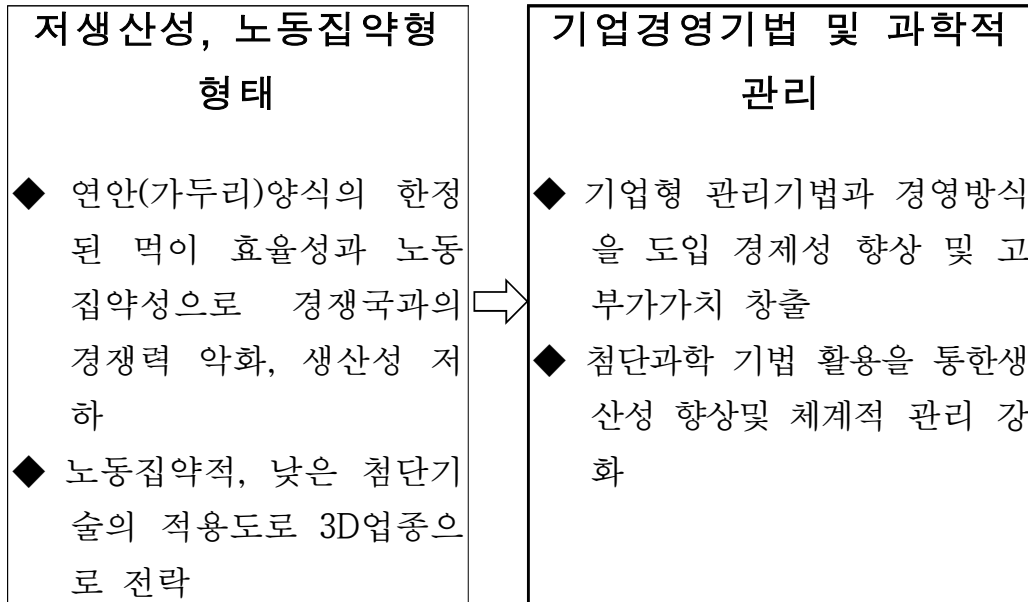 저생산성, 노동집약형
형태
◆ 연안(가두리)양식의 한정
된 먹이 효율성과 노동
집약성으로 경쟁국과의
경쟁력 악화, 생산성 저
하
◆ 노동집약적, 낮은 첨단기
술의 적용도로 3D업종으
로 전락
기업경영기법 및 과학적
관리
◆ 기업형 관리기법과 경영방식
을 도입 경제성 향상 및 고
부가가치 창출
◆ 첨단과학 기법 활용을 통한생
산성 향상및 체계적 관리 강
화